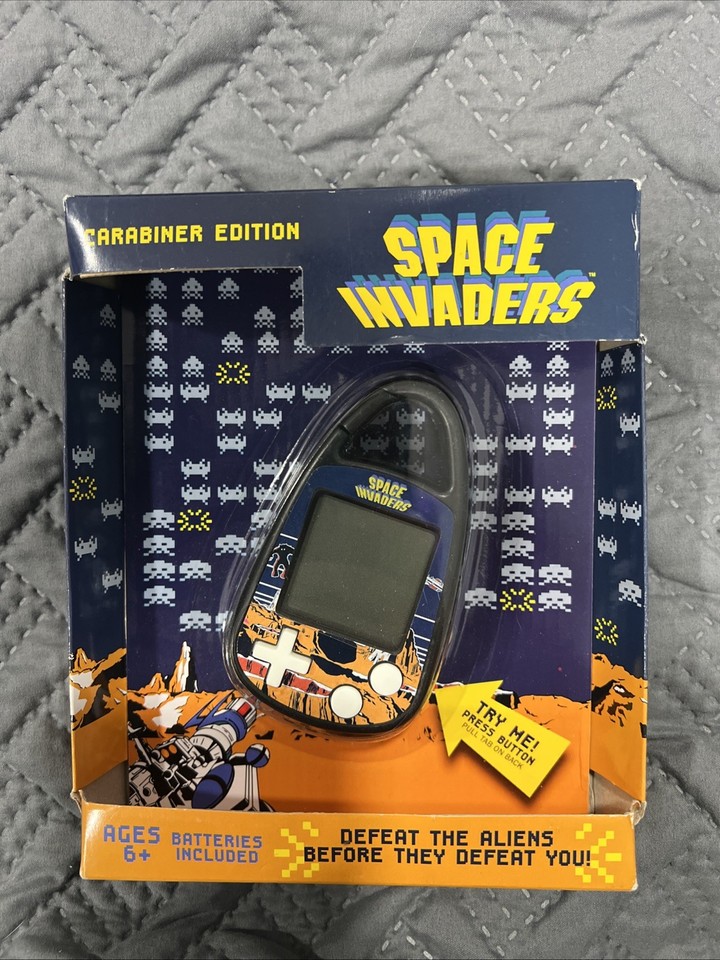 CARABINER EDITION
SPACE
INVADERS™
SPACE
INVADERS
TRY ME!
PRESS BUTTON
PULL TAB ON BACK
AGES
6+
BATTERIES
INCLUDED
DEFEAT THE ALIENS
BEFORE THEY DEFEAT YOU!